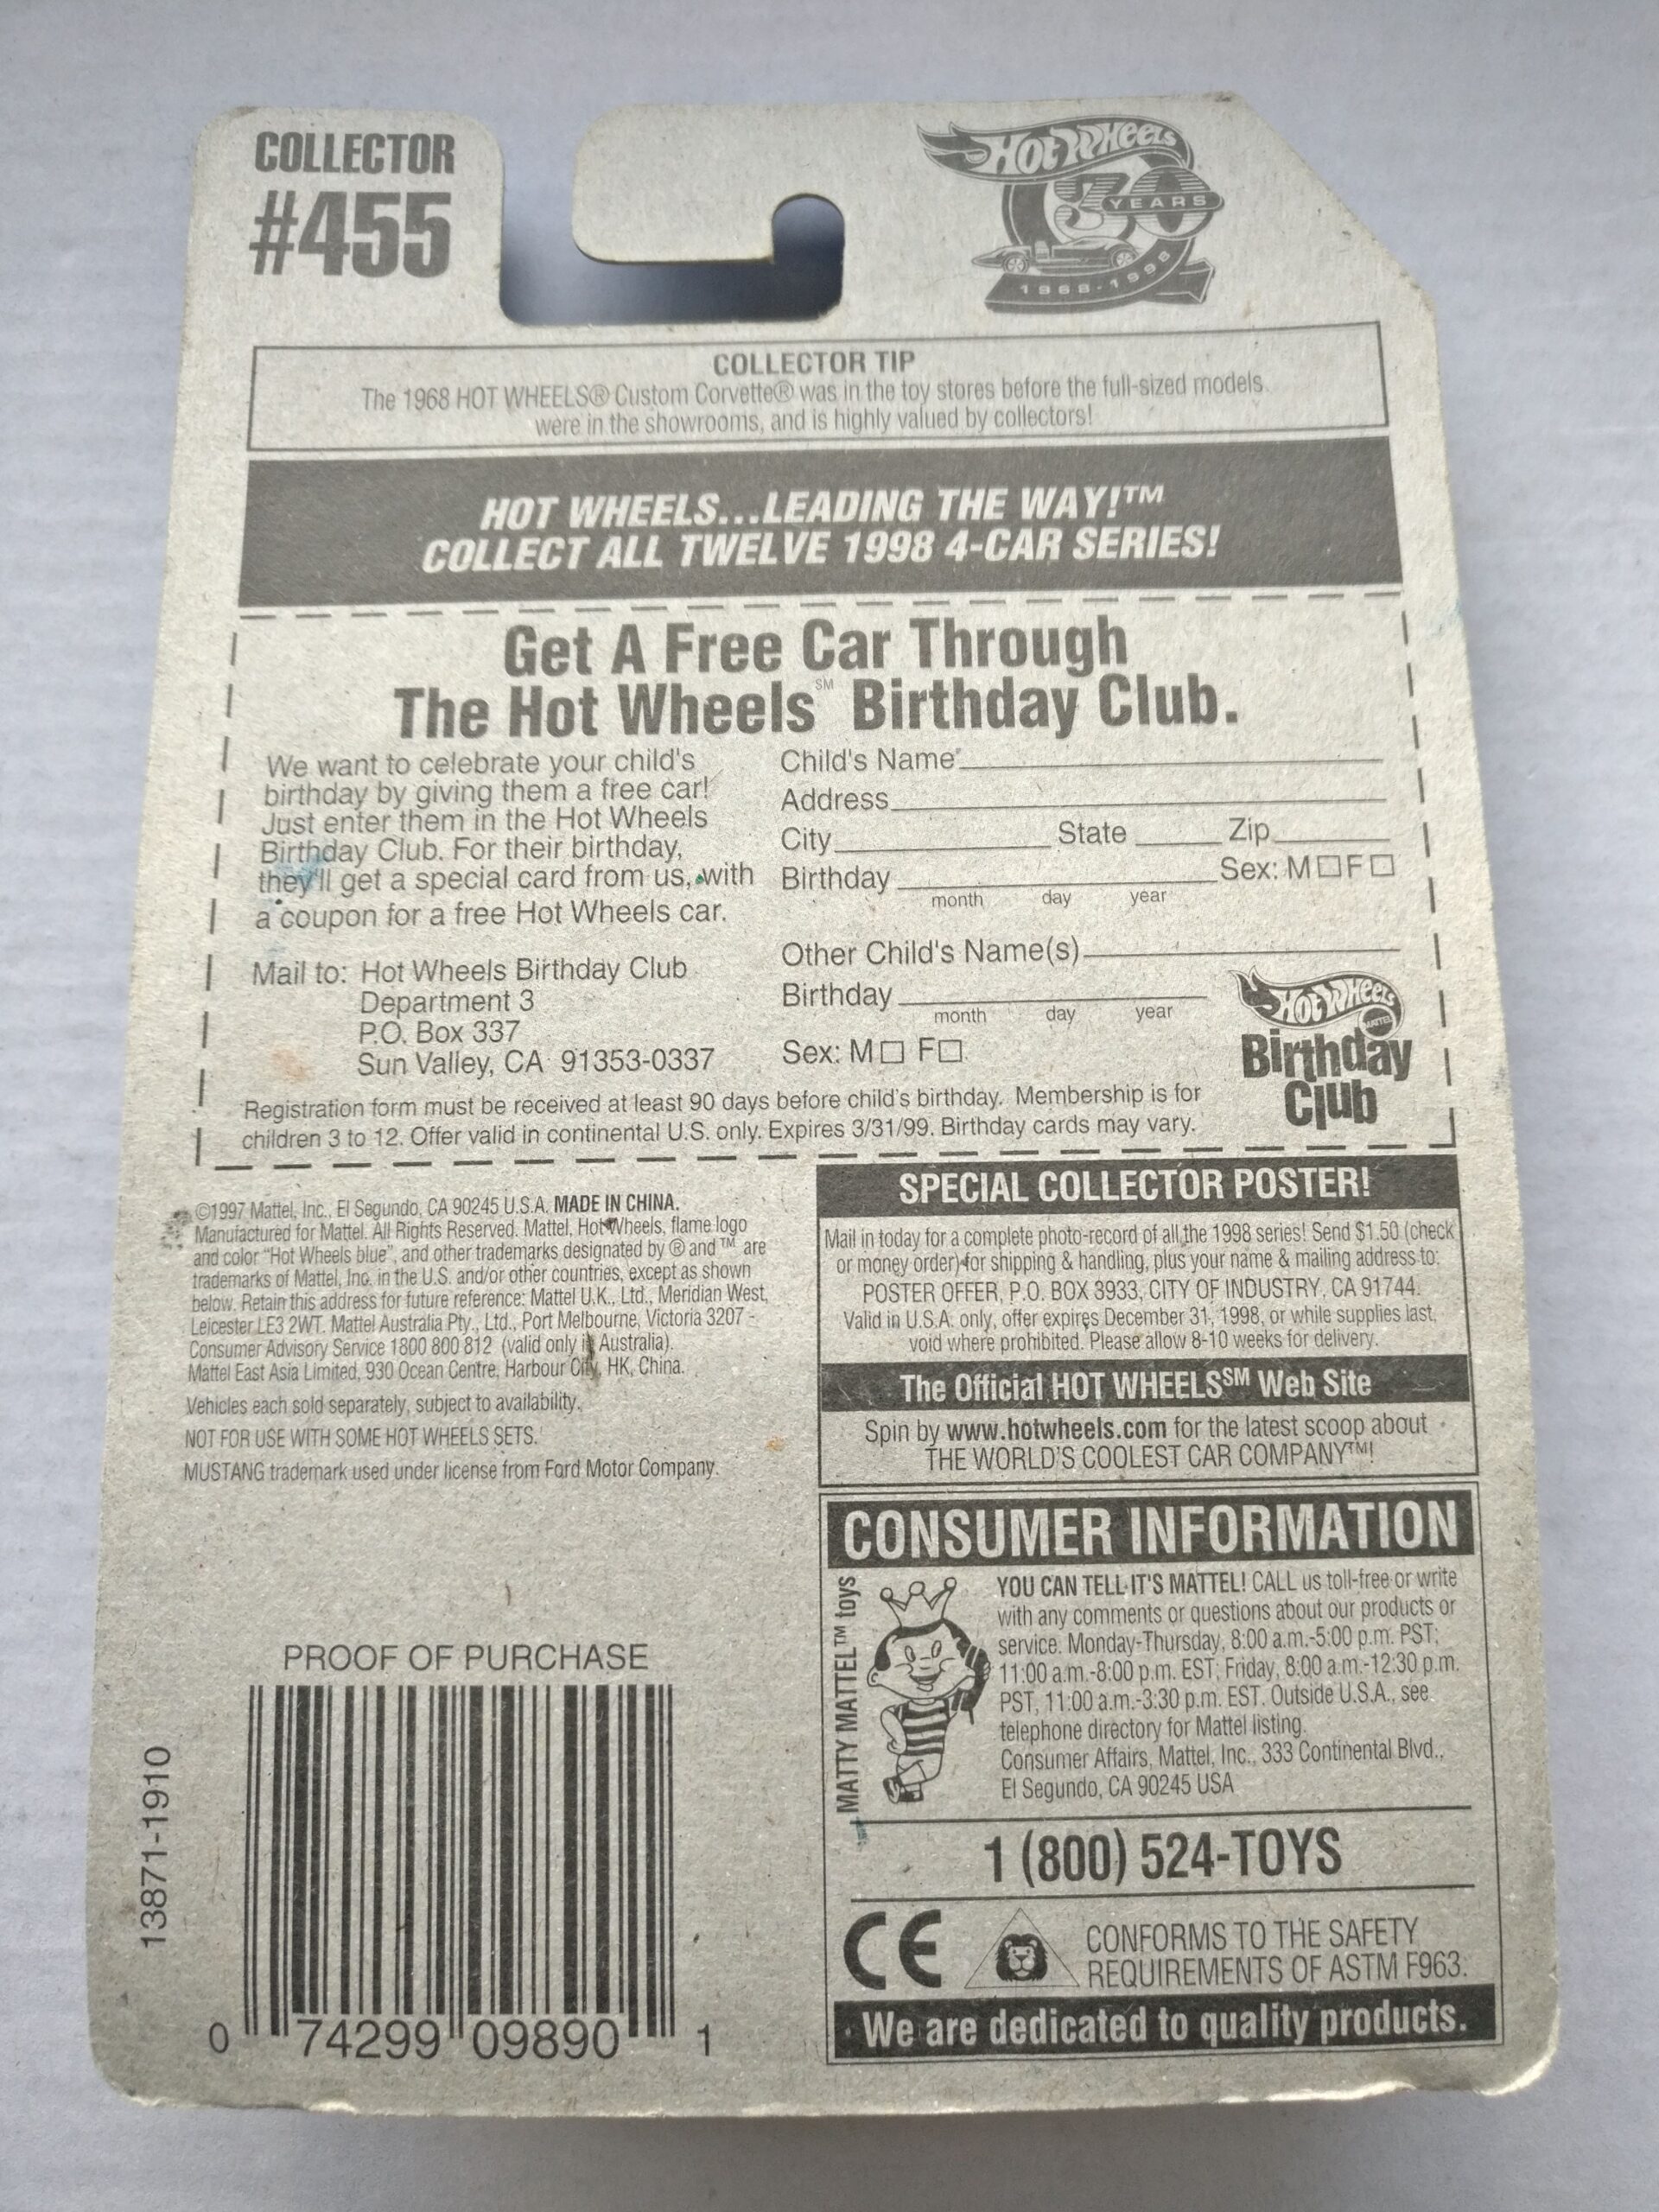 COLLECTOR
#455
Hot Wheels
30
YEARS
1968-1998
COLLECTOR TIP
The 1968 HOT WHEELS® Custom Corvette® was in the toy stores before the full-sized models
were in the showrooms, and is highly valued by collectors!
HOT WHEELS...LEADING THE WAY!™
COLLECT ALL TWELVE 1998 4-CAR SERIES!
Get A Free Car Through
The Hot Wheels℠ Birthday Club.
We want to celebrate your child's
birthday by giving them a free car!
Just enter them in the Hot Wheels
Birthday Club. For their birthday,
they'll get a special card from us, with
a coupon for a free Hot Wheels car.
Mail to: Hot Wheels Birthday Club
Department 3
P.O. Box 337
Sun Valley, CA 91353-0337
Child's Name
Address
City State Zip
Birthday Sex: M☐ F☐
month day year
Other Child's Name(s)
Birthday
month day year
Sex: M☐ F☐
Hot Wheels
MATTEL
Birthday
Club
Registration form must be received at least 90 days before child's birthday. Membership is for
children 3 to 12. Offer valid in continental U.S. only. Expires 3/31/99. Birthday cards may vary.
©1997 Mattel, Inc., El Segundo, CA 90245 U.S.A. MADE IN CHINA.
Manufactured for Mattel. All Rights Reserved. Mattel, Hot Wheels, flame logo
and color "Hot Wheels blue", and other trademarks designated by ® and ™ are
trademarks of Mattel, Inc. in the U.S. and/or other countries, except as shown
below. Retain this address for future reference: Mattel U.K., Ltd., Meridian West,
Leicester LE3 2WT. Mattel Australia Pty., Ltd., Port Melbourne, Victoria 3207 -
Consumer Advisory Service 1800 800 812 (valid only in Australia).
Mattel East Asia Limited, 930 Ocean Centre, Harbour City, HK, China.
Vehicles each sold separately, subject to availability.
NOT FOR USE WITH SOME HOT WHEELS SETS.
MUSTANG trademark used under license from Ford Motor Company.
SPECIAL COLLECTOR POSTER!
Mail in today for a complete photo-record of all the 1998 series! Send $1.50 (check
or money order) for shipping & handling, plus your name & mailing address to:
POSTER OFFER, P.O. BOX 3933, CITY OF INDUSTRY, CA 91744.
Valid in U.S.A. only, offer expires December 31, 1998, or while supplies last,
void where prohibited. Please allow 8-10 weeks for delivery.
The Official HOT WHEELS℠ Web Site
Spin by www.hotwheels.com for the latest scoop about
THE WORLD'S COOLEST CAR COMPANY™!
CONSUMER INFORMATION
MATTY MATTEL™ toys
YOU CAN TELL IT'S MATTEL! CALL us toll-free or write
with any comments or questions about our products or
service. Monday-Thursday, 8:00 a.m.-5:00 p.m. PST;
11:00 a.m.-8:00 p.m. EST; Friday, 8:00 a.m.-12:30 p.m.
PST, 11:00 a.m.-3:30 p.m. EST. Outside U.S.A., see
telephone directory for Mattel listing.
Consumer Affairs, Mattel, Inc., 333 Continental Blvd.,
El Segundo, CA 90245 USA
1 (800) 524-TOYS
CE
CONFORMS TO THE SAFETY
REQUIREMENTS OF ASTM F963.
We are dedicated to quality products.
PROOF OF PURCHASE
13871-1910
0 74299 09890 1